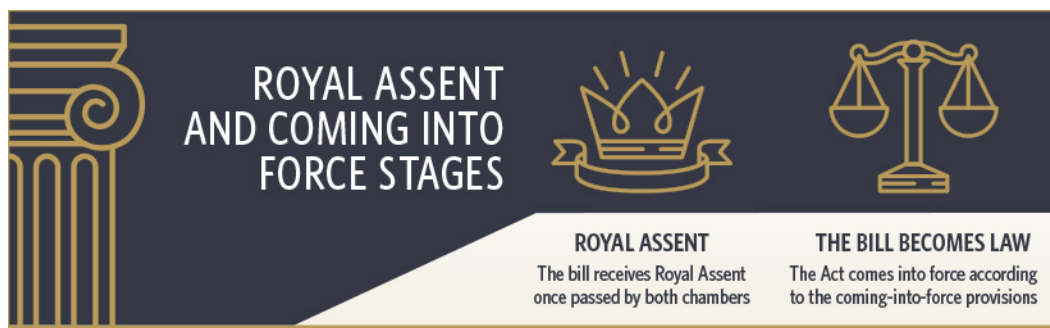 ROYAL ASSENT
AND COMING INTO
FORCE STAGES
ROYAL ASSENT
The bill receives Royal Assent
once passed by both chambers
THE BILL BECOMES LAW
The Act comes into force according
to the coming-into-force provisions